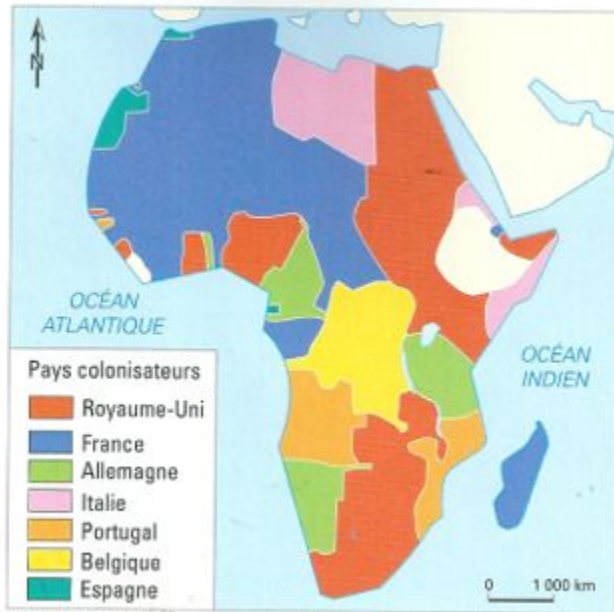 N
OCÉAN
ATLANTIQUE
OCÉAN
INDIEN
Pays colonisateurs
Royaume-Uni
France
Allemagne
Italie
Portugal
Belgique
Espagne
0 1 000 km